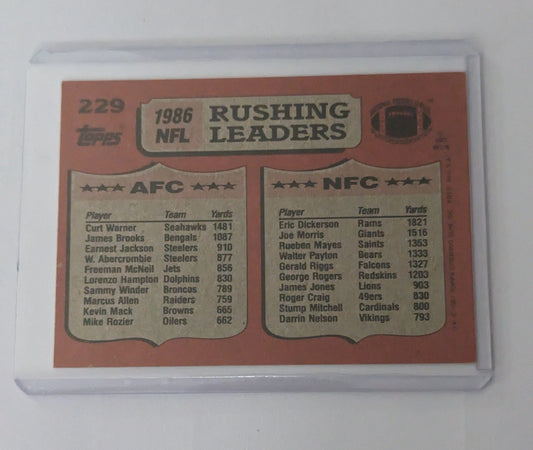 229
topps
1986
NFL
RUSHING
LEADERS
AFC
Player Team Yards
Curt Warner Seahawks 1481
James Brooks Bengals 1087
Earnest Jackson Steelers 910
W. Abercrombie Steelers 877
Freeman McNeil Jets 856
Lorenzo Hampton Dolphins 830
Sammy Winder Broncos 789
Marcus Allen Raiders 759
Kevin Mack Browns 665
Mike Rozier Oilers 662
NFC
Player Team Yards
Eric Dickerson Rams 1821
Joe Morris Giants 1516
Rueben Mayes Saints 1353
Walter Payton Bears 1333
Gerald Riggs Falcons 1327
George Rogers Redskins 1203
James Jones Lions 903
Roger Craig 49ers 830
Stump Mitchell Cardinals 800
Darrin Nelson Vikings 793